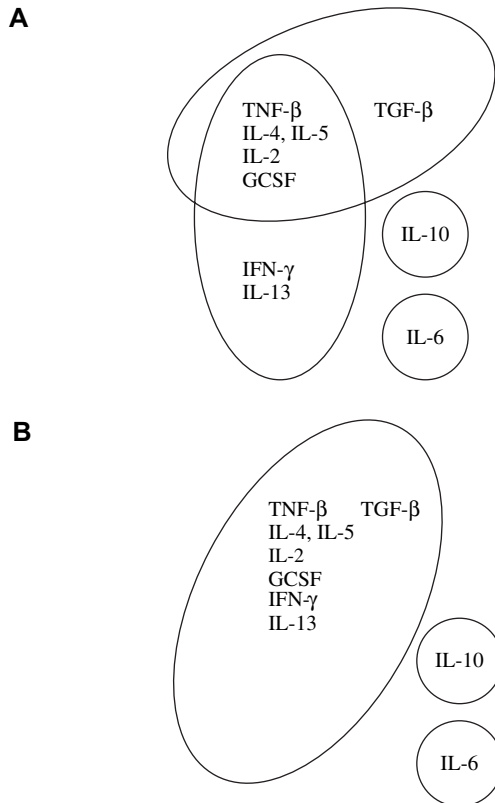 A
TNF-β TGF-β
IL-4, IL-5
IL-2
GCSF
IL-10
IFN-γ
IL-13
IL-6
B
TNF-β TGF-β
IL-4, IL-5
IL-2
GCSF
IFN-γ
IL-13
IL-10
IL-6